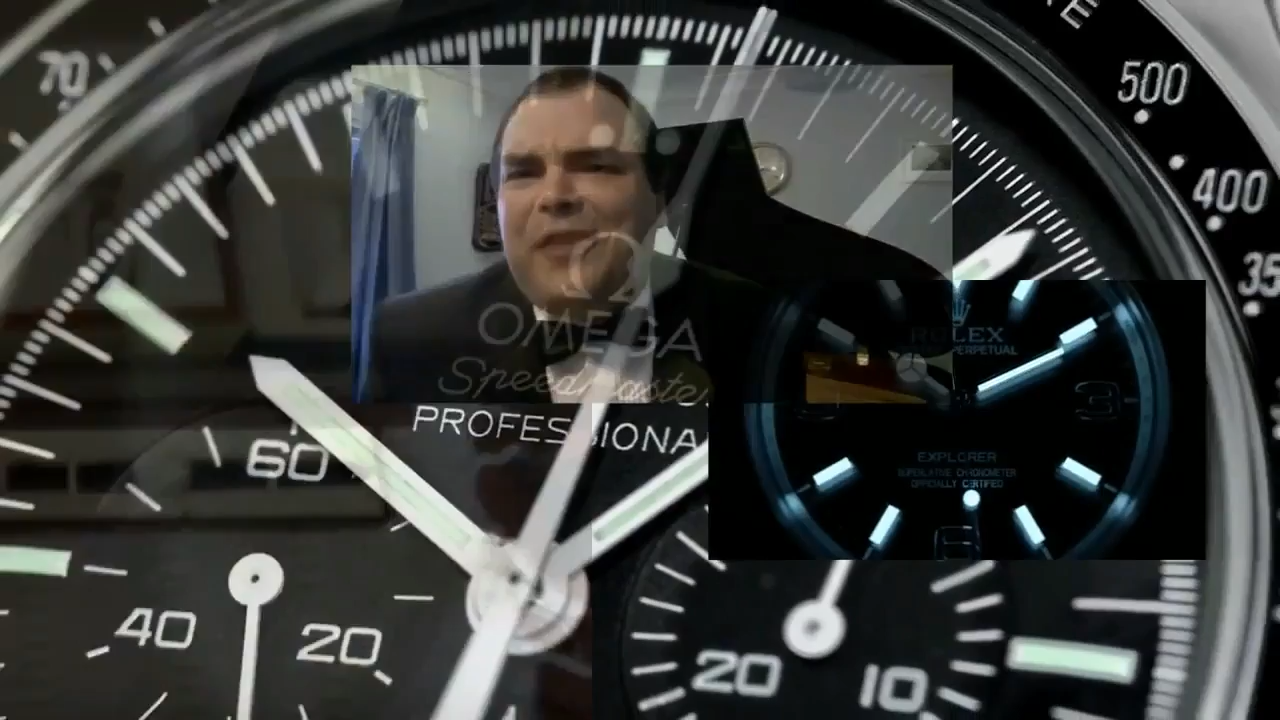 70
500
400
35
OMEGA
Speedmaster
PROFESSIONA
60
40
20
20
10
ROLEX
PERPETUAL
3
EXPLORER
SUPERLATIVE CHRONOMETER
OFFICIALLY CERTIFIED
6